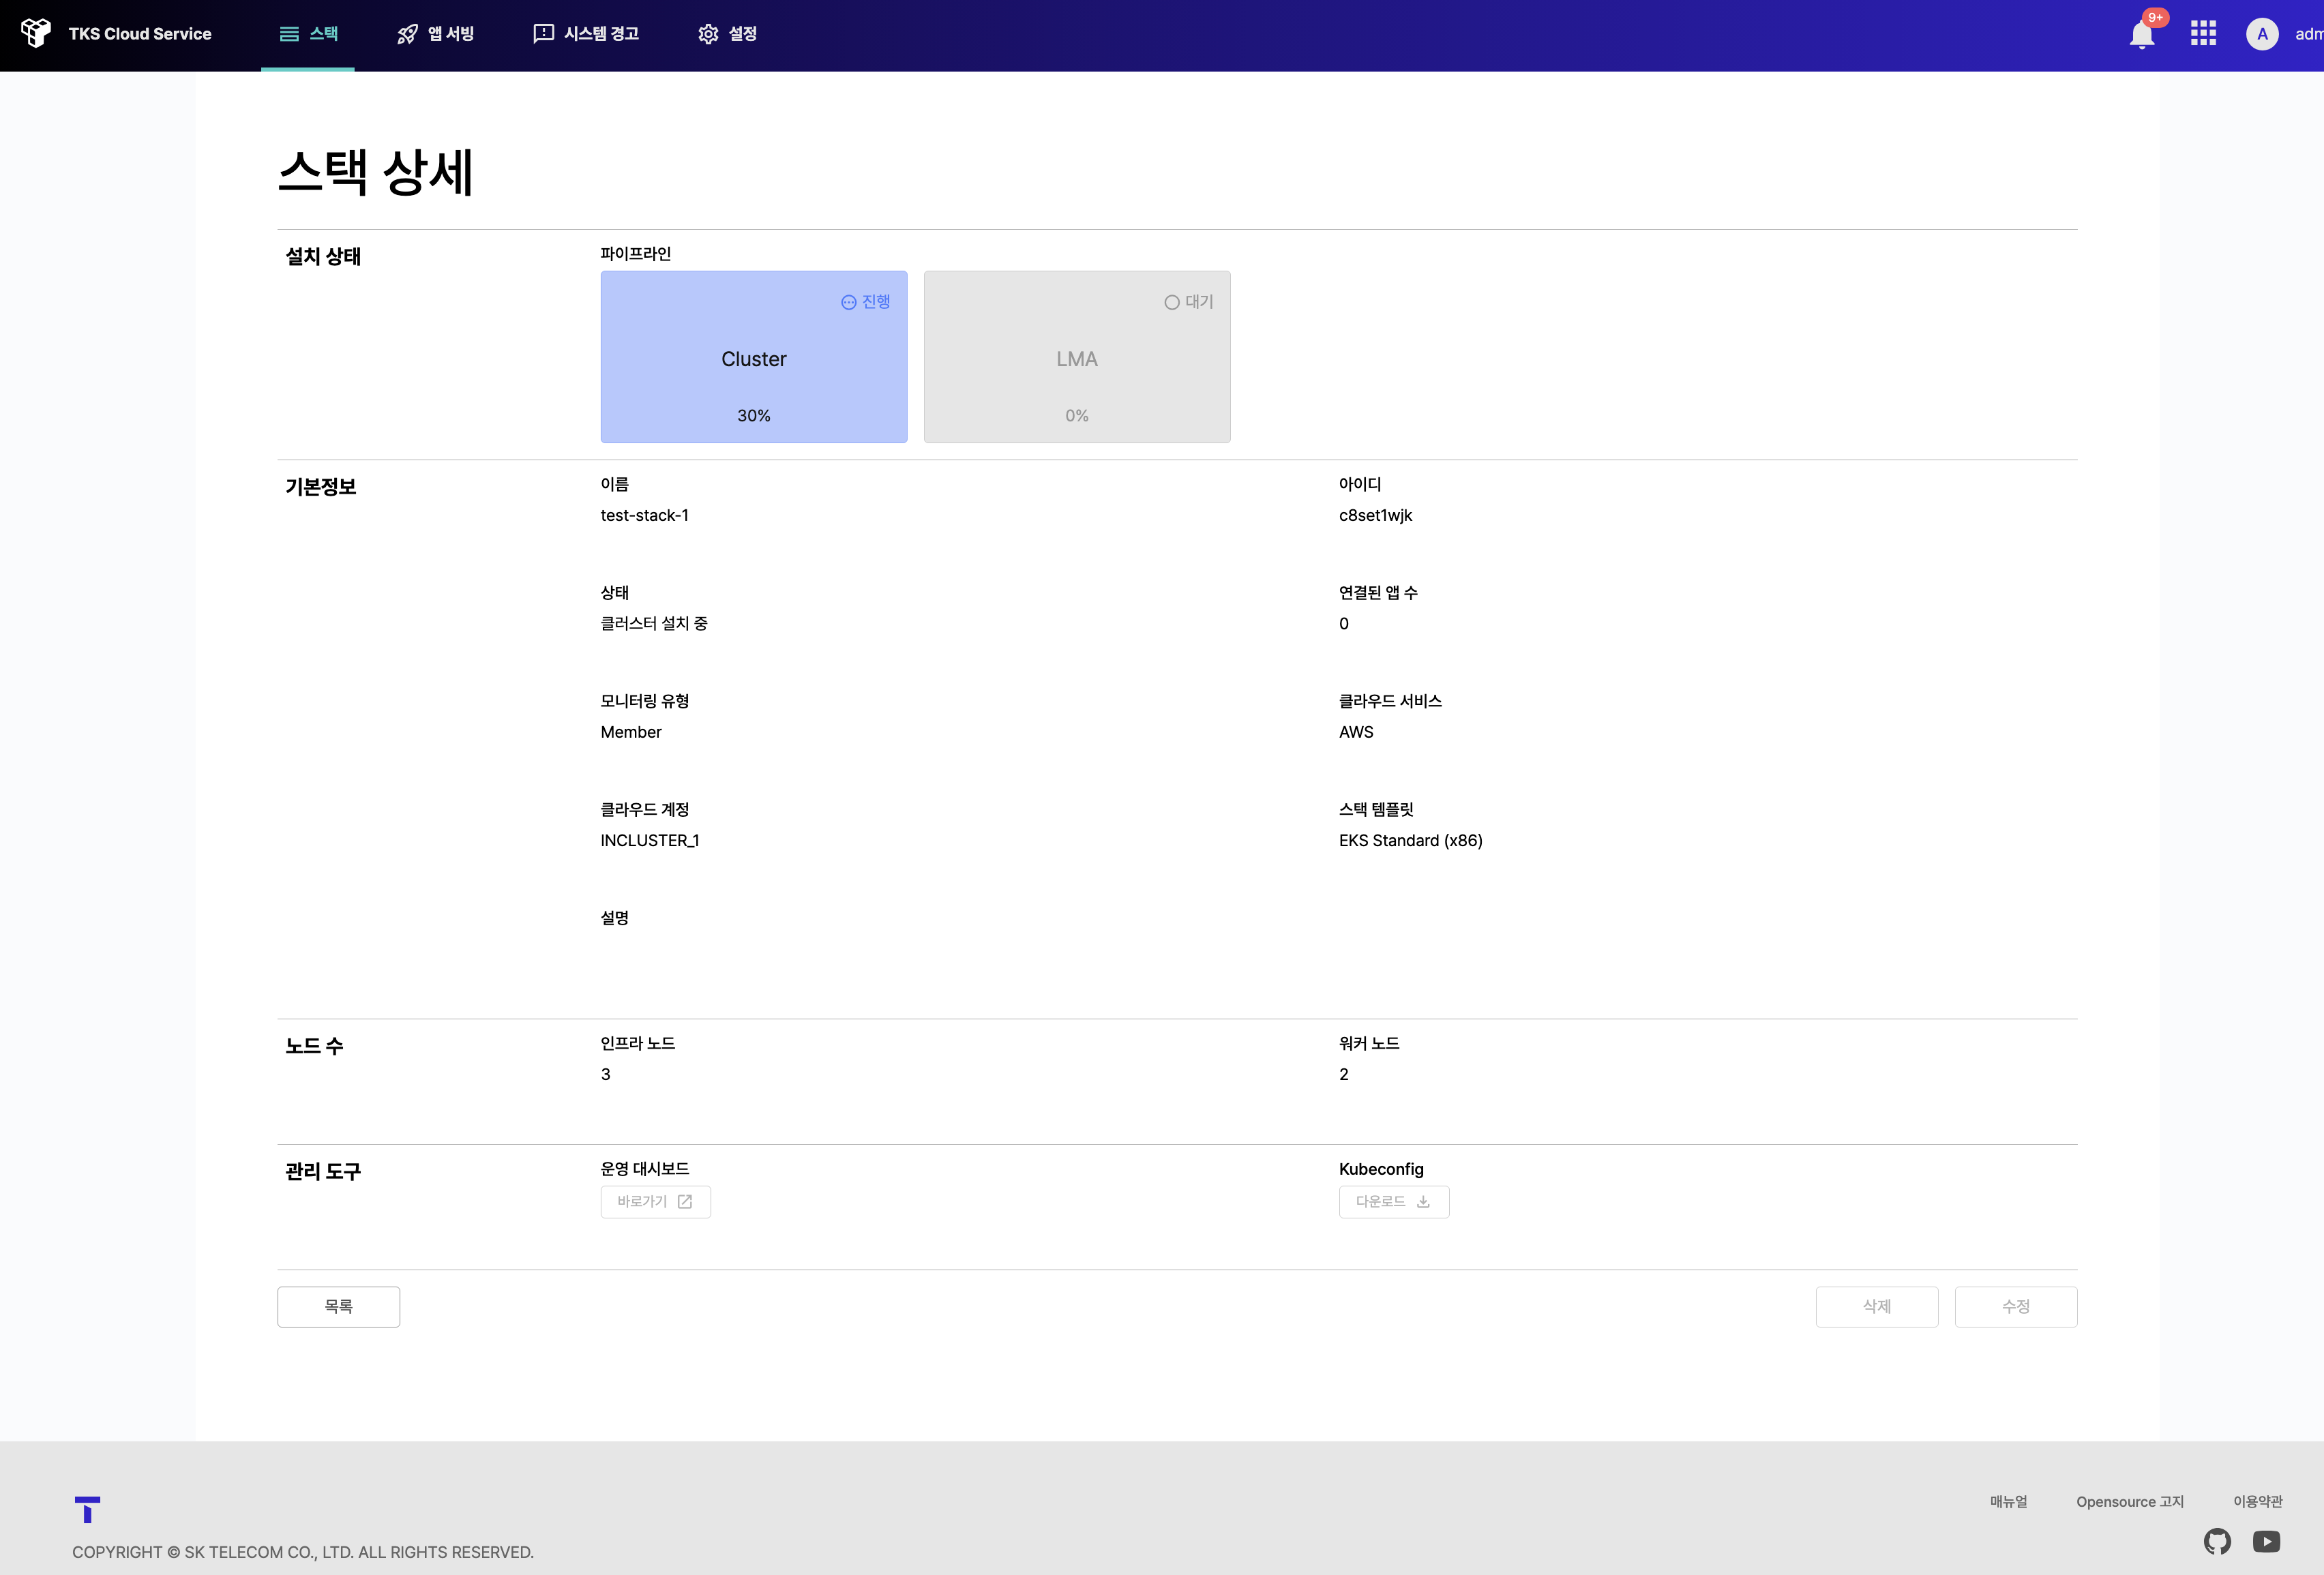 TKS Cloud Service
스택
앱 서빙
시스템 경고
설정
9+
A
adm
스택 상세
설치 상태
파이프라인
진행
Cluster
30%
대기
LMA
0%
기본정보
이름
test-stack-1
아이디
c8set1wjk
상태
클러스터 설치 중
연결된 앱 수
0
모니터링 유형
Member
클라우드 서비스
AWS
클라우드 계정
INCLUSTER_1
스택 템플릿
EKS Standard (x86)
설명
노드 수
인프라 노드
3
워커 노드
2
관리 도구
운영 대시보드
바로가기
Kubeconfig
다운로드
목록
삭제
수정
매뉴얼
Opensource 고지
이용약관
COPYRIGHT © SK TELECOM CO., LTD. ALL RIGHTS RESERVED.